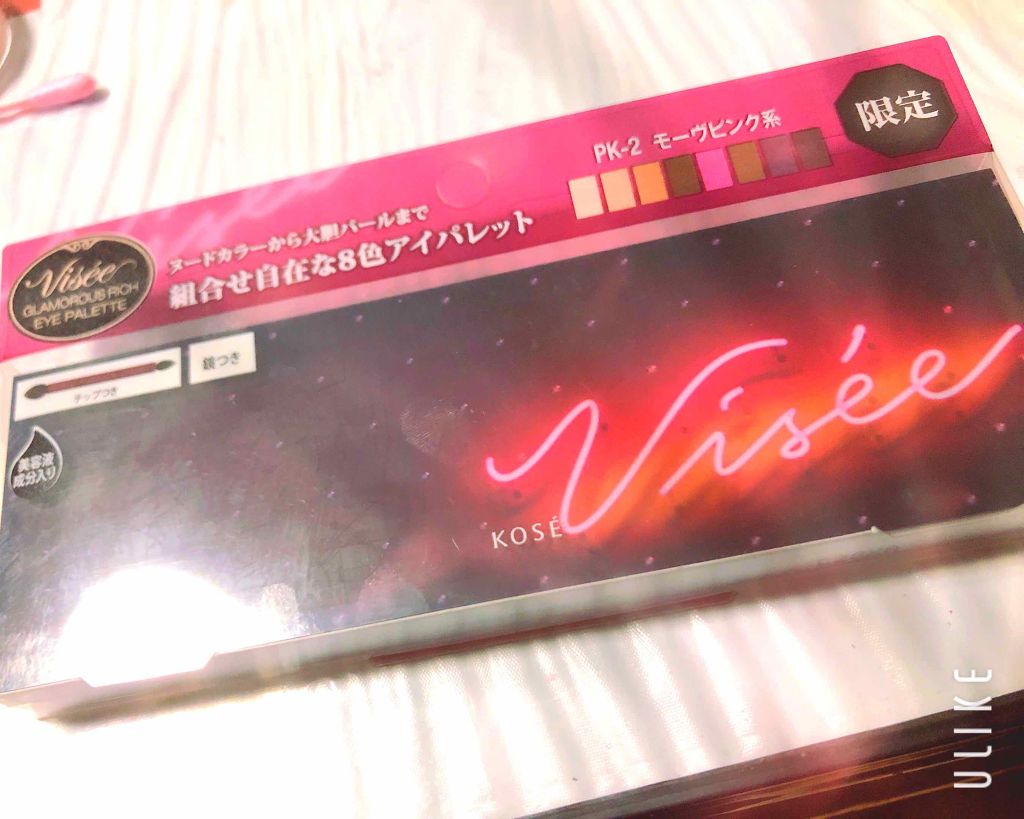 限定
PK-2 モーヴピンク系
ヌードカラーから大胆パールまで
組合せ自在な8色アイパレット
Visée
GLAMOROUS RICH
EYE PALETTE
チップつき
鏡つき
美容液
成分入り
Visée
KOSÉ
ULIKE